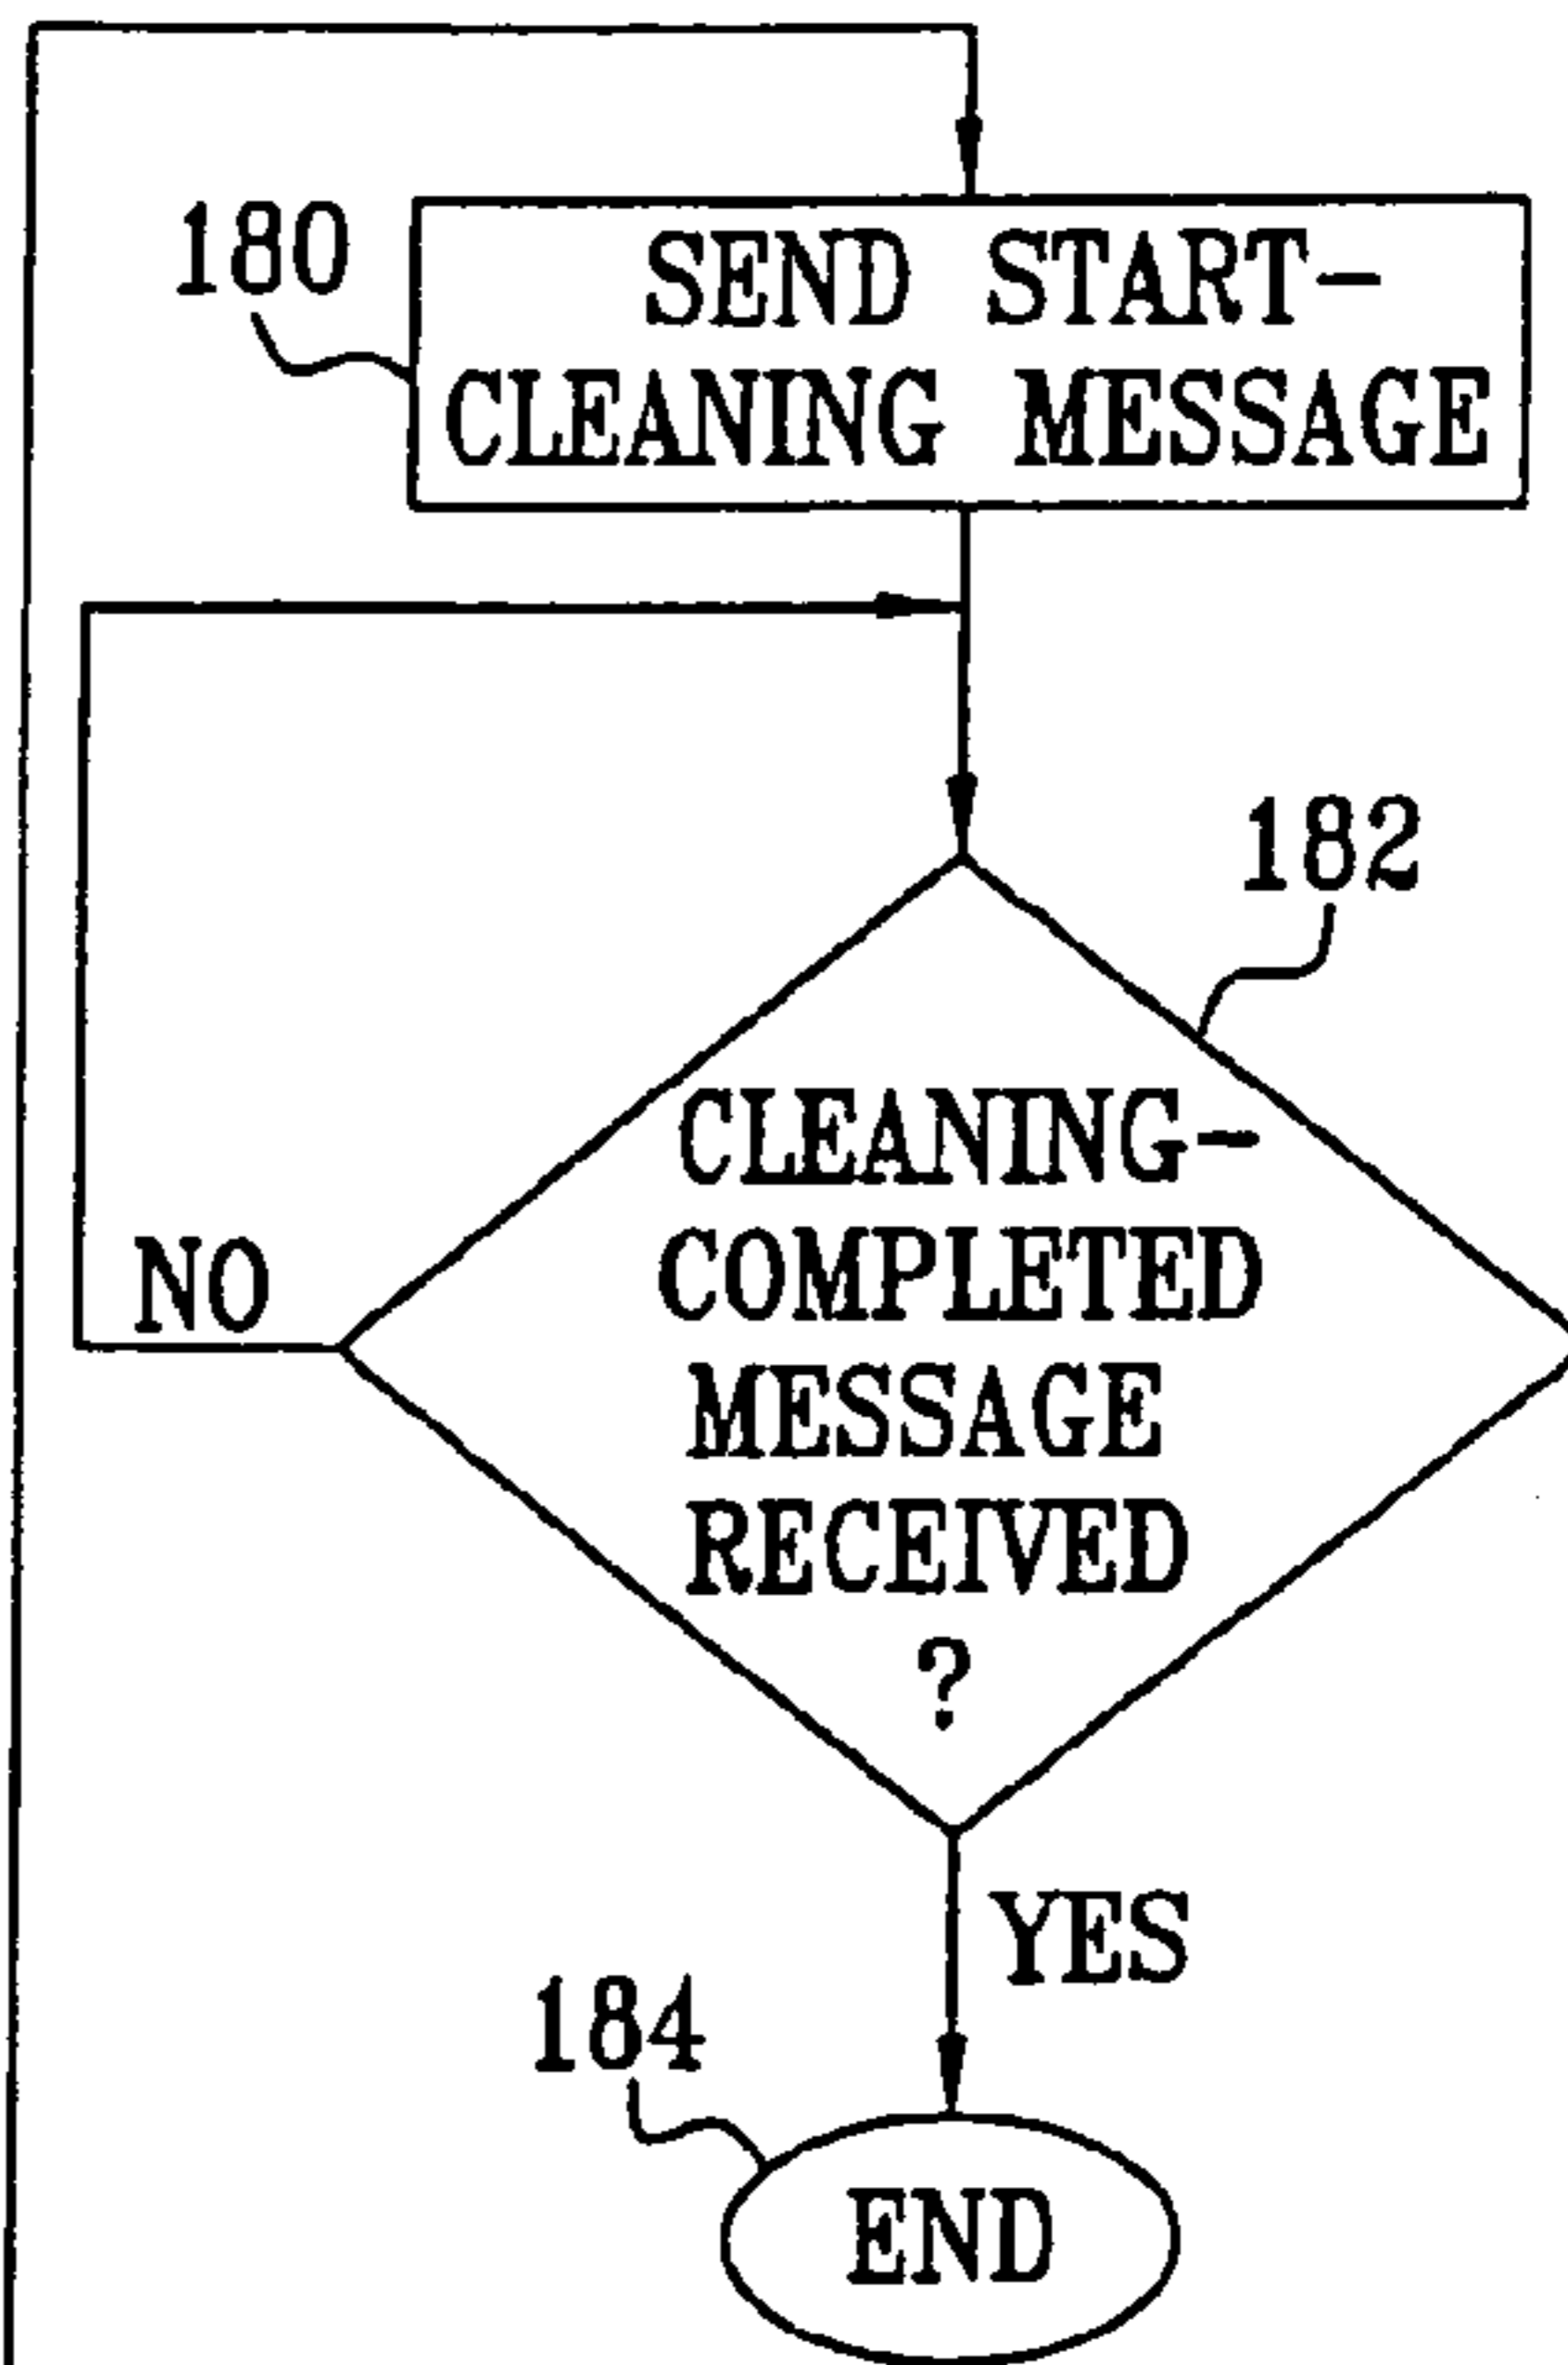 180
SEND START-
CLEANING MESSAGE
182
CLEANING-
COMPLETED
MESSAGE
RECEIVED
?
NO
YES
184
END